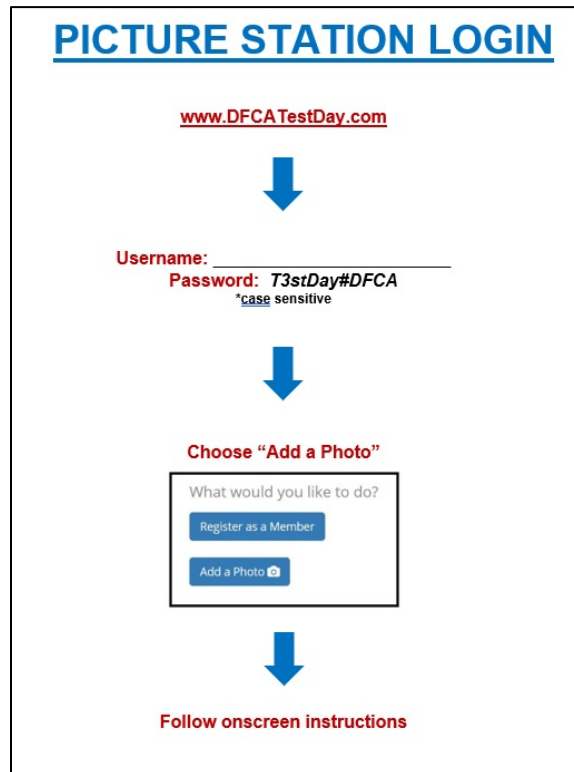 PICTURE STATION LOGIN
www.DFCATestDay.com
Username: ________________________
Password: T3stDay#DFCA
*case sensitive
Choose “Add a Photo”
What would you like to do?
Register as a Member
Add a Photo
Follow onscreen instructions